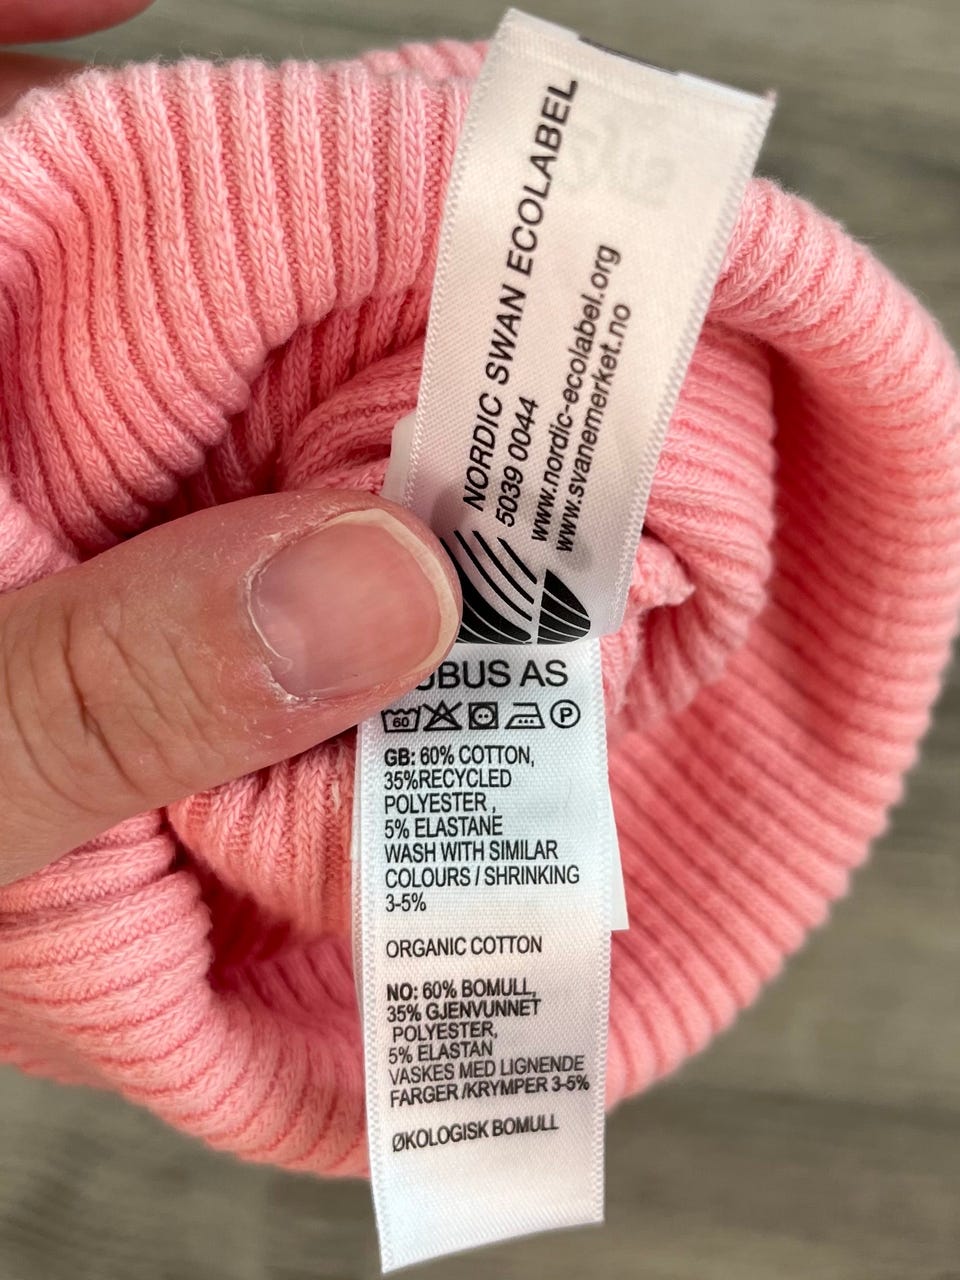 NORDIC SWAN ECOLABEL
5039 0044
www.nordic-ecolabel.org
www.svanemerket.no
AS
60 P
GB: 60% COTTON,
35%RECYCLED
POLYESTER ,
5% ELASTANE
WASH WITH SIMILAR
COLOURS / SHRINKING
3-5%
ORGANIC COTTON
NO: 60% BOMULL,
35% GJENVUNNET
POLYESTER,
5% ELASTAN
VASKES MED LIGNENDE
FARGER /KRYMPER 3-5%
ØKOLOGISK BOMULL